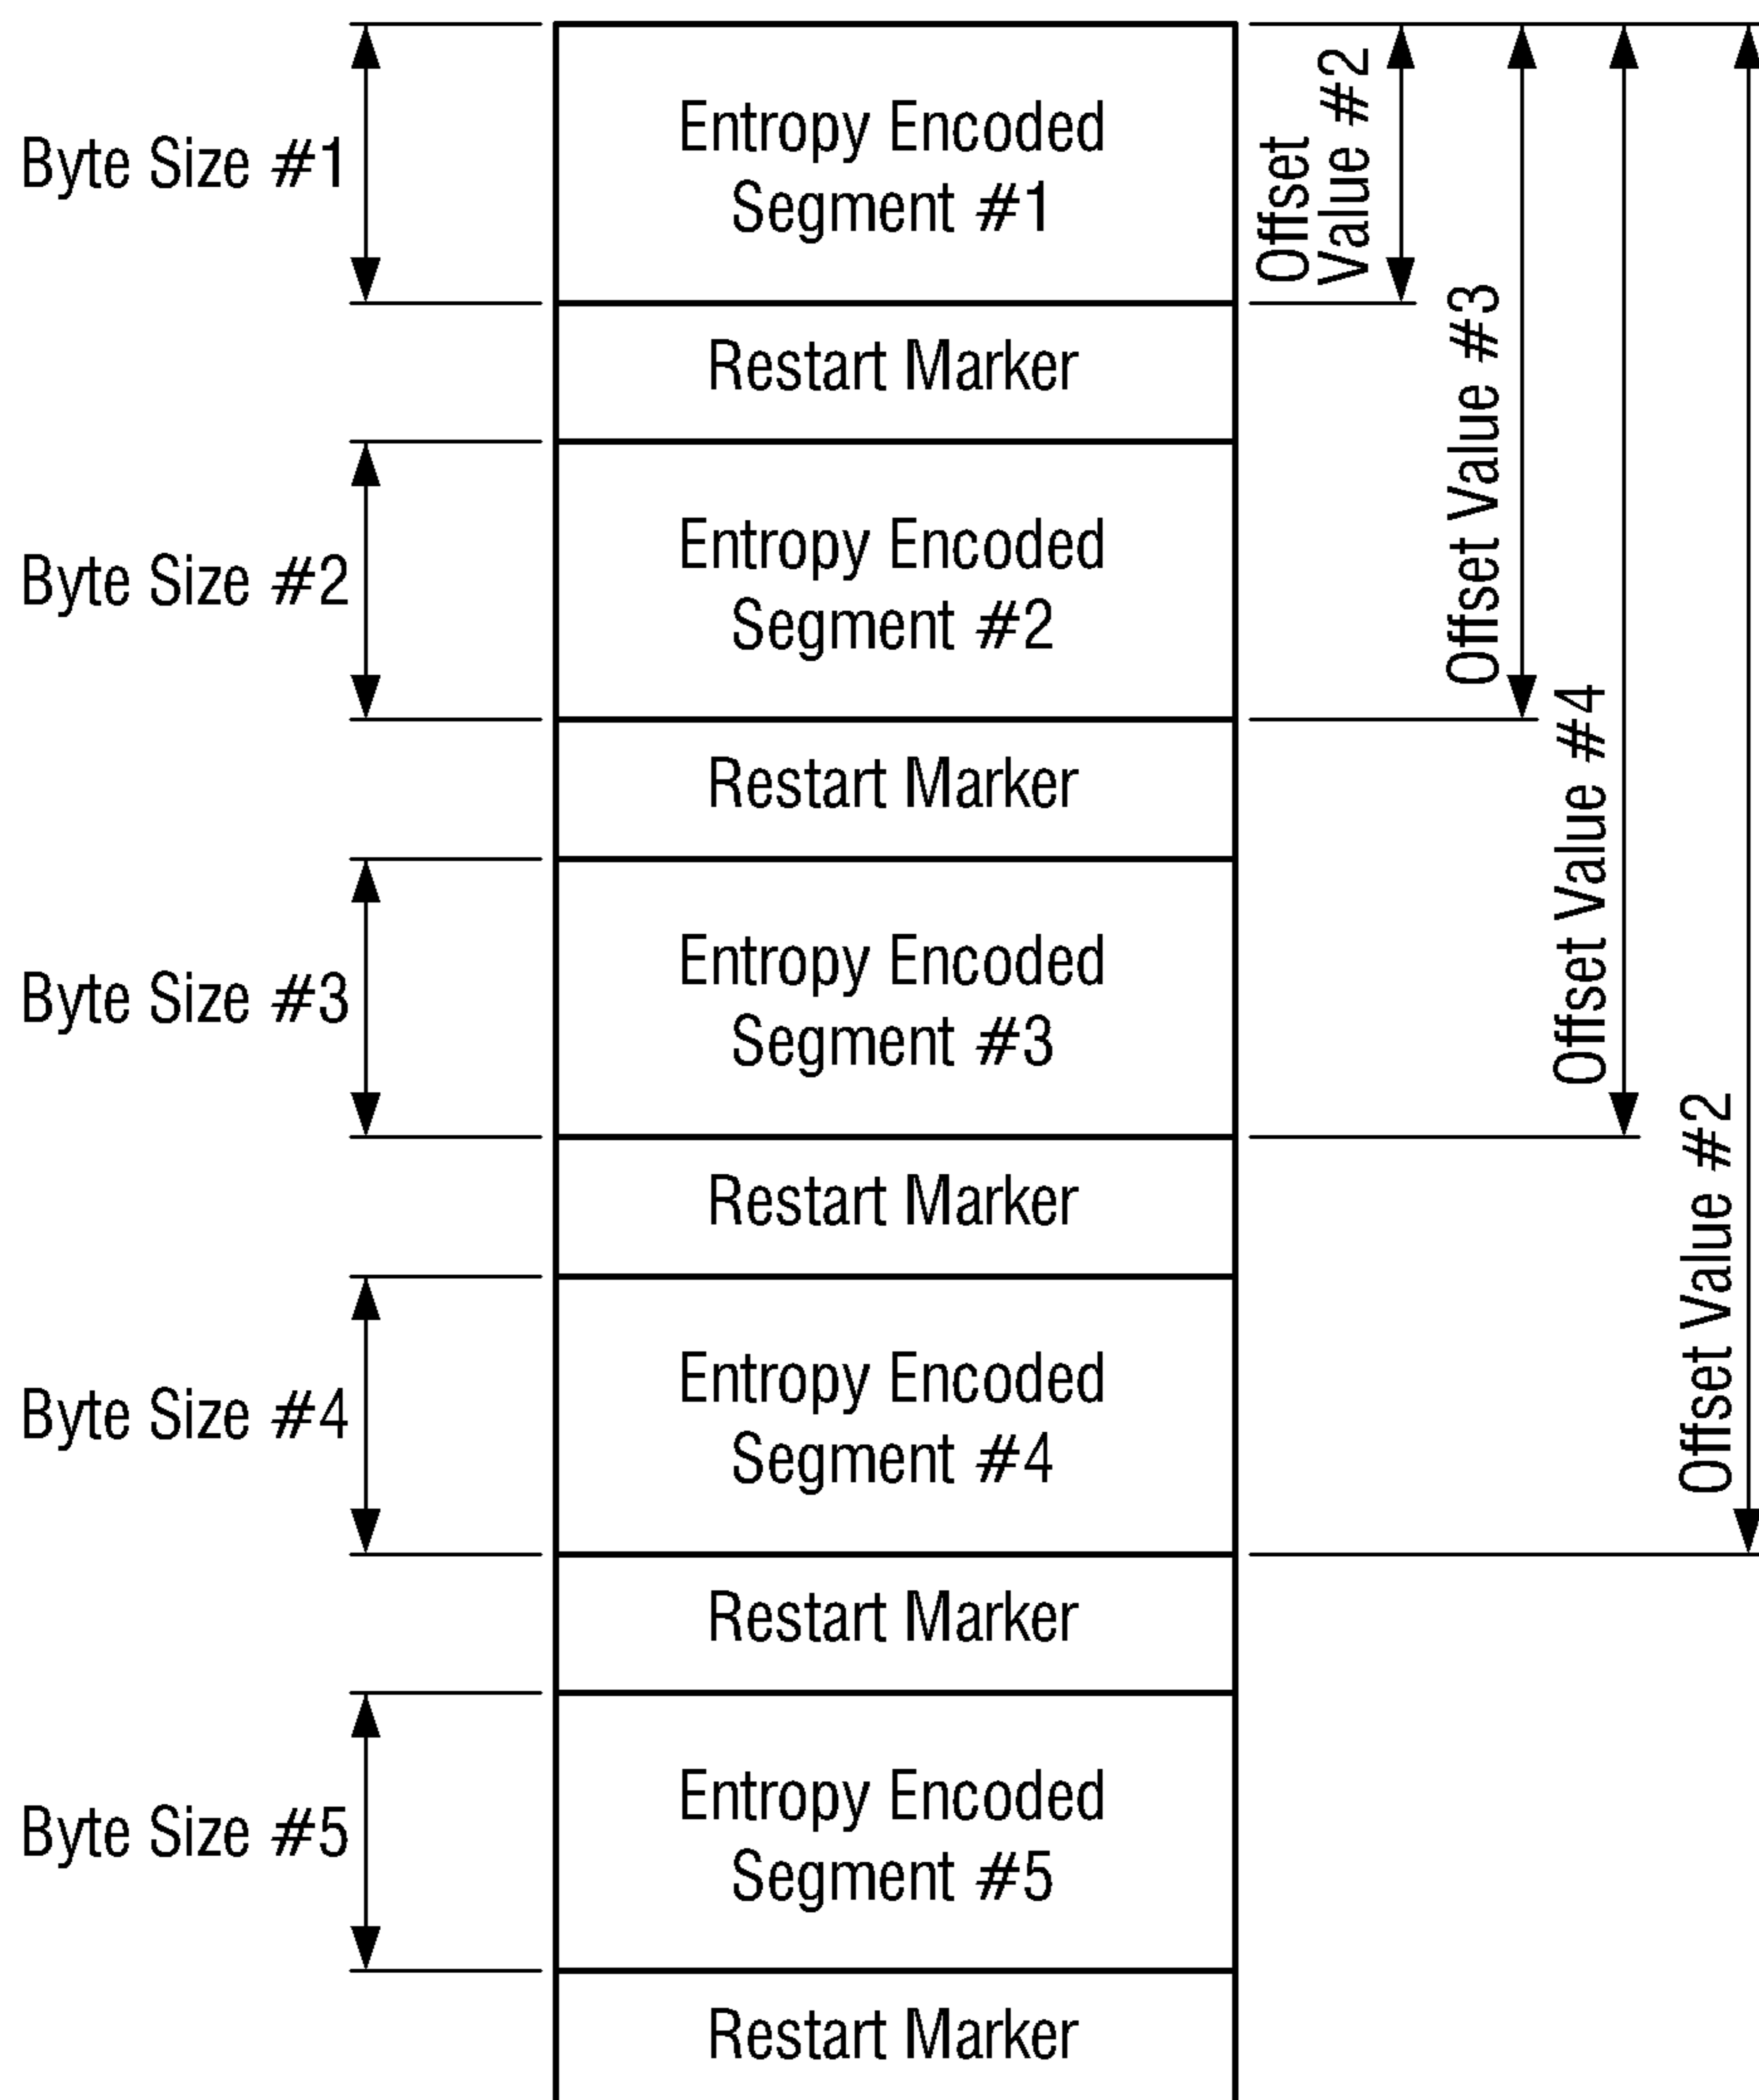 Byte Size #1
Entropy Encoded
Segment #1
Offset
Value #2
Restart Marker
Offset Value #3
Byte Size #2
Entropy Encoded
Segment #2
Restart Marker
Offset Value #4
Byte Size #3
Entropy Encoded
Segment #3
Restart Marker
Offset Value #2
Byte Size #4
Entropy Encoded
Segment #4
Restart Marker
Byte Size #5
Entropy Encoded
Segment #5
Restart Marker